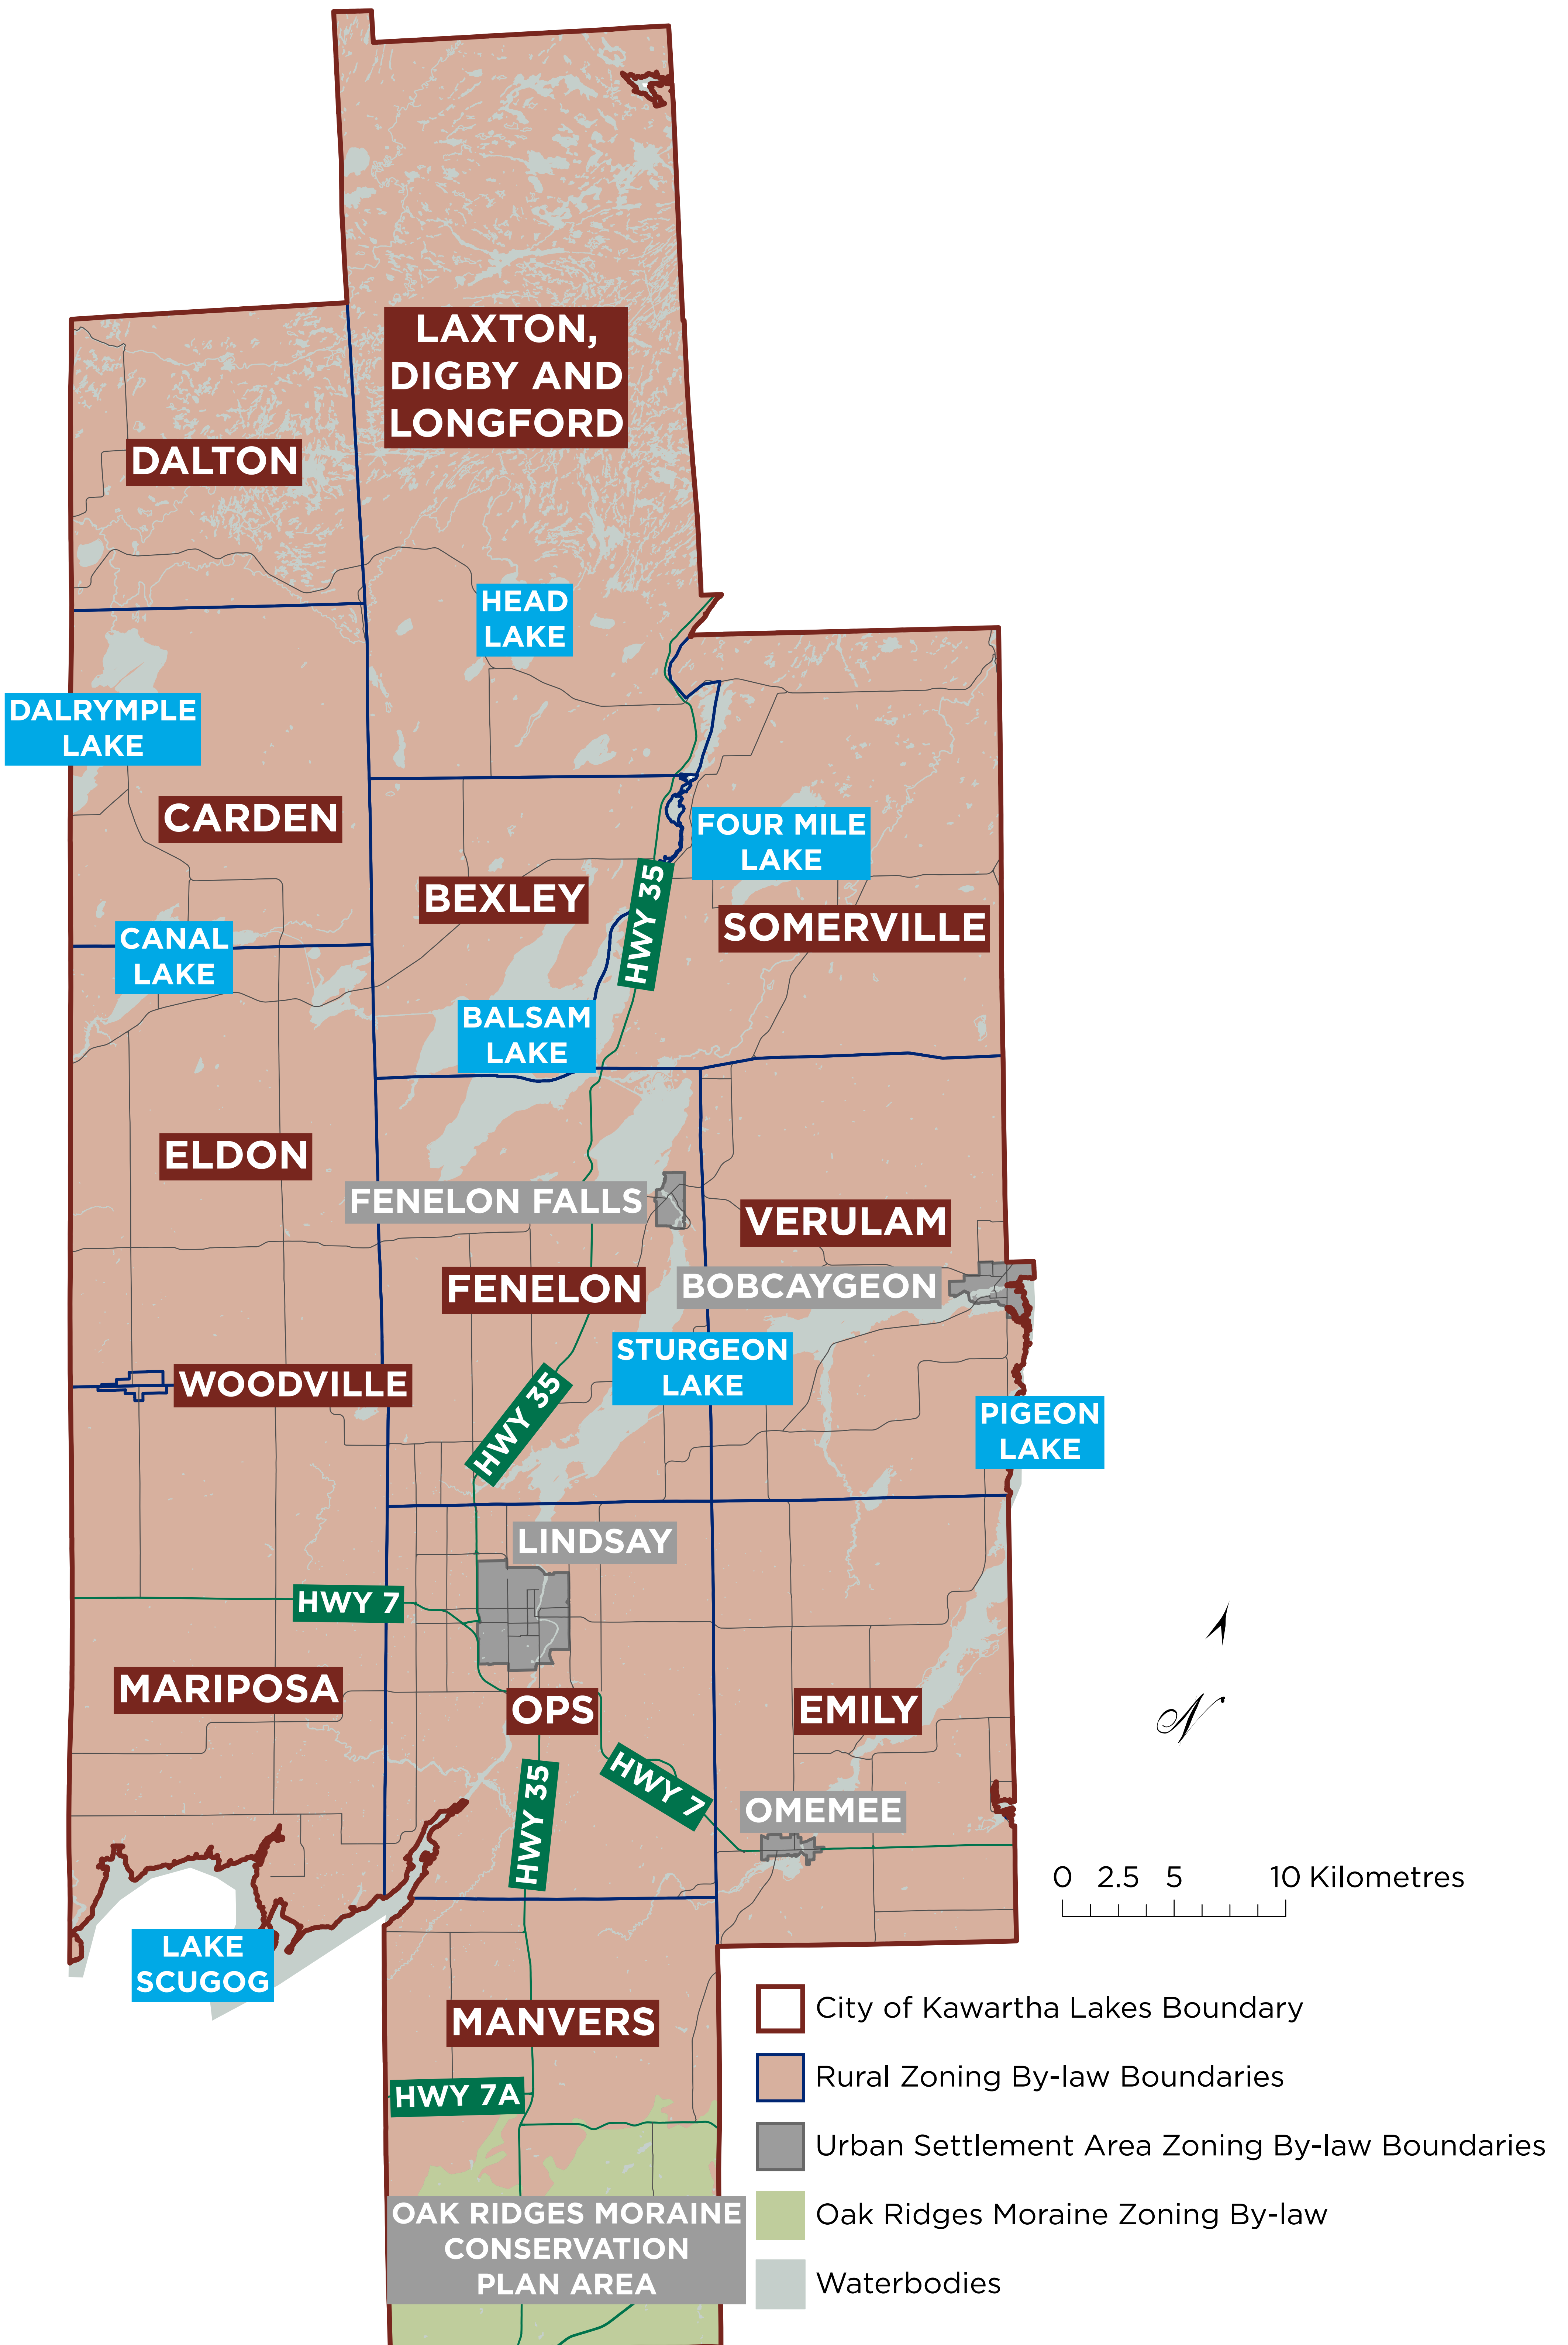 LAXTON,
DIGBY AND
LONGFORD
DALTON
HEAD
LAKE
DALRYMPLE
LAKE
CARDEN
FOUR MILE
LAKE
BEXLEY
HWY 35
SOMERVILLE
CANAL
LAKE
BALSAM
LAKE
ELDON
FENELON FALLS
VERULAM
FENELON
BOBCAYGEON
STURGEON
LAKE
WOODVILLE
HWY 35
PIGEON
LAKE
LINDSAY
HWY 7
MARIPOSA
OPS
EMILY
N
HWY 35
HWY 7
OMEMEE
0 2.5 5 10 Kilometres
LAKE
SCUGOG
MANVERS
HWY 7A
OAK RIDGES MORAINE
CONSERVATION
PLAN AREA
City of Kawartha Lakes Boundary
Rural Zoning By-law Boundaries
Urban Settlement Area Zoning By-law Boundaries
Oak Ridges Moraine Zoning By-law
Waterbodies